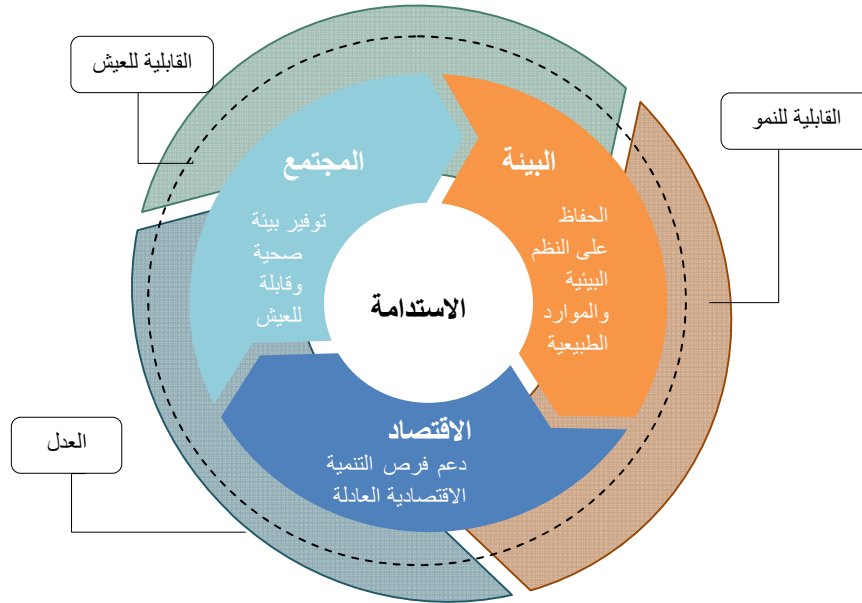 القابلية للعيش
القابلية للنمو
البيئة
الحفاظ
على النظم
البيئية
والموارد
الطبيعية
المجتمع
توفير بيئة
صحية
وقابلة
للعيش
الاستدامة
الاقتصاد
دعم فرص التنمية
الاقتصادية العادلة
العدل